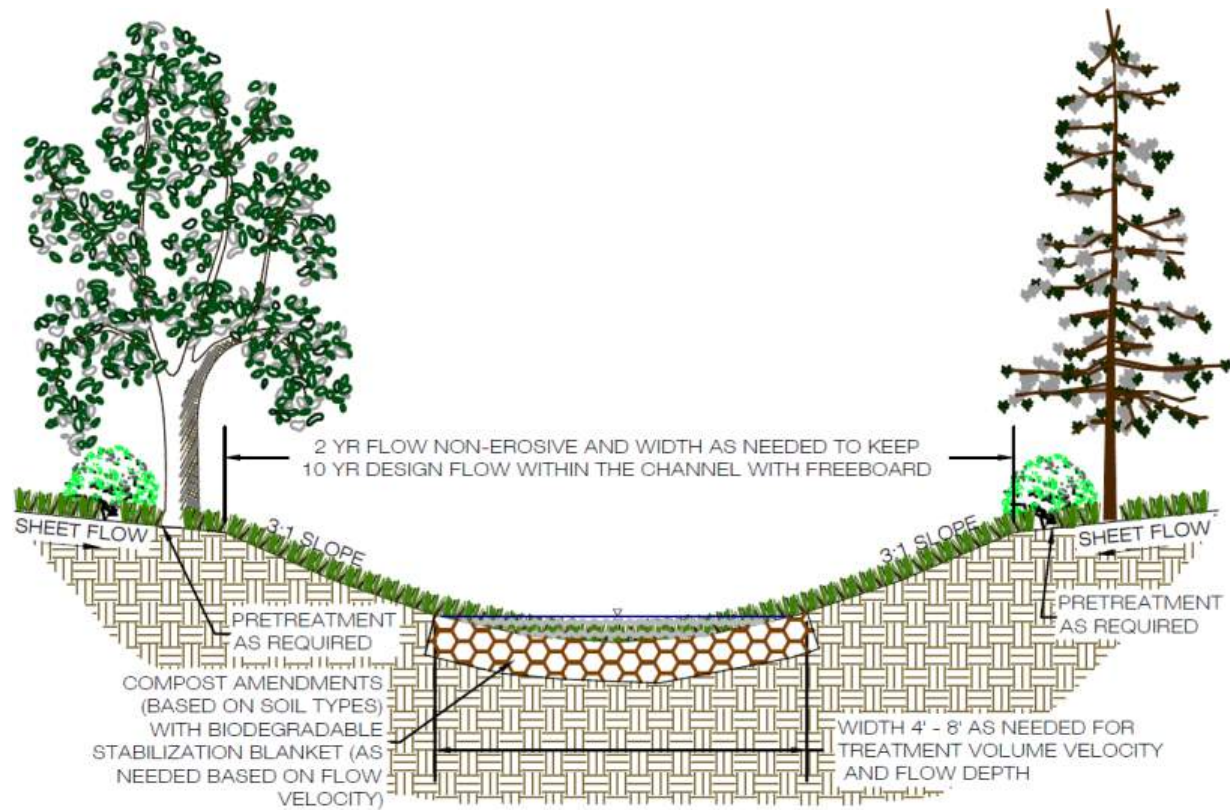 2 YR FLOW NON-EROSIVE AND WIDTH AS NEEDED TO KEEP
10 YR DESIGN FLOW WITHIN THE CHANNEL WITH FREEBOARD
SHEET FLOW
3:1 SLOPE
3:1 SLOPE
SHEET FLOW
PRETREATMENT
AS REQUIRED
PRETREATMENT
AS REQUIRED
COMPOST AMENDMENTS
(BASED ON SOIL TYPES)
WITH BIODEGRADABLE
STABILIZATION BLANKET (AS
NEEDED BASED ON FLOW
VELOCITY)
WIDTH 4' - 8' AS NEEDED FOR
TREATMENT VOLUME VELOCITY
AND FLOW DEPTH